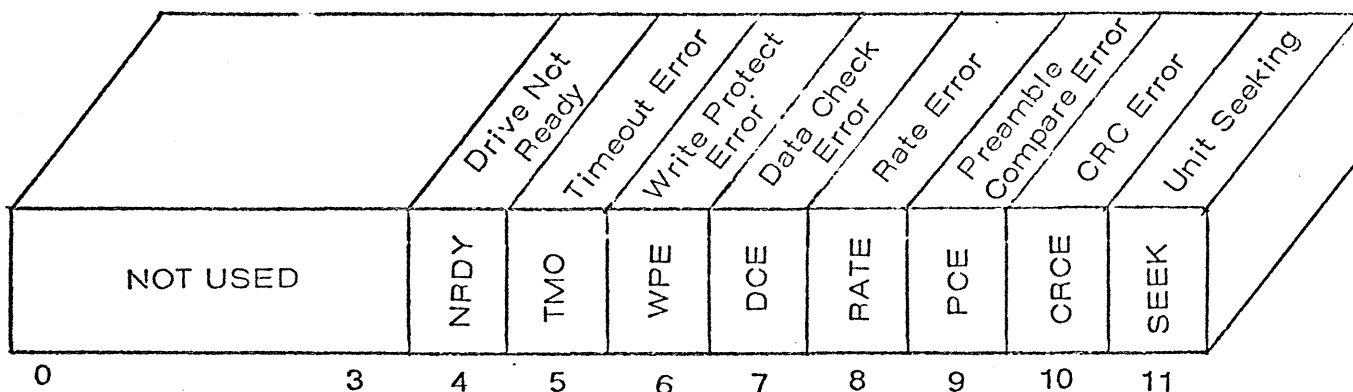 Drive Not
Ready
Timeout Error
Write Protect
Error
Data Check
Error
Rate Error
Preamble
Compare Error
CRC Error
Unit Seeking
NOT USED
NRDY
TMO
WPE
DCE
RATE
PCE
CRCE
SEEK
0 3 4 5 6 7 8 9 10 11